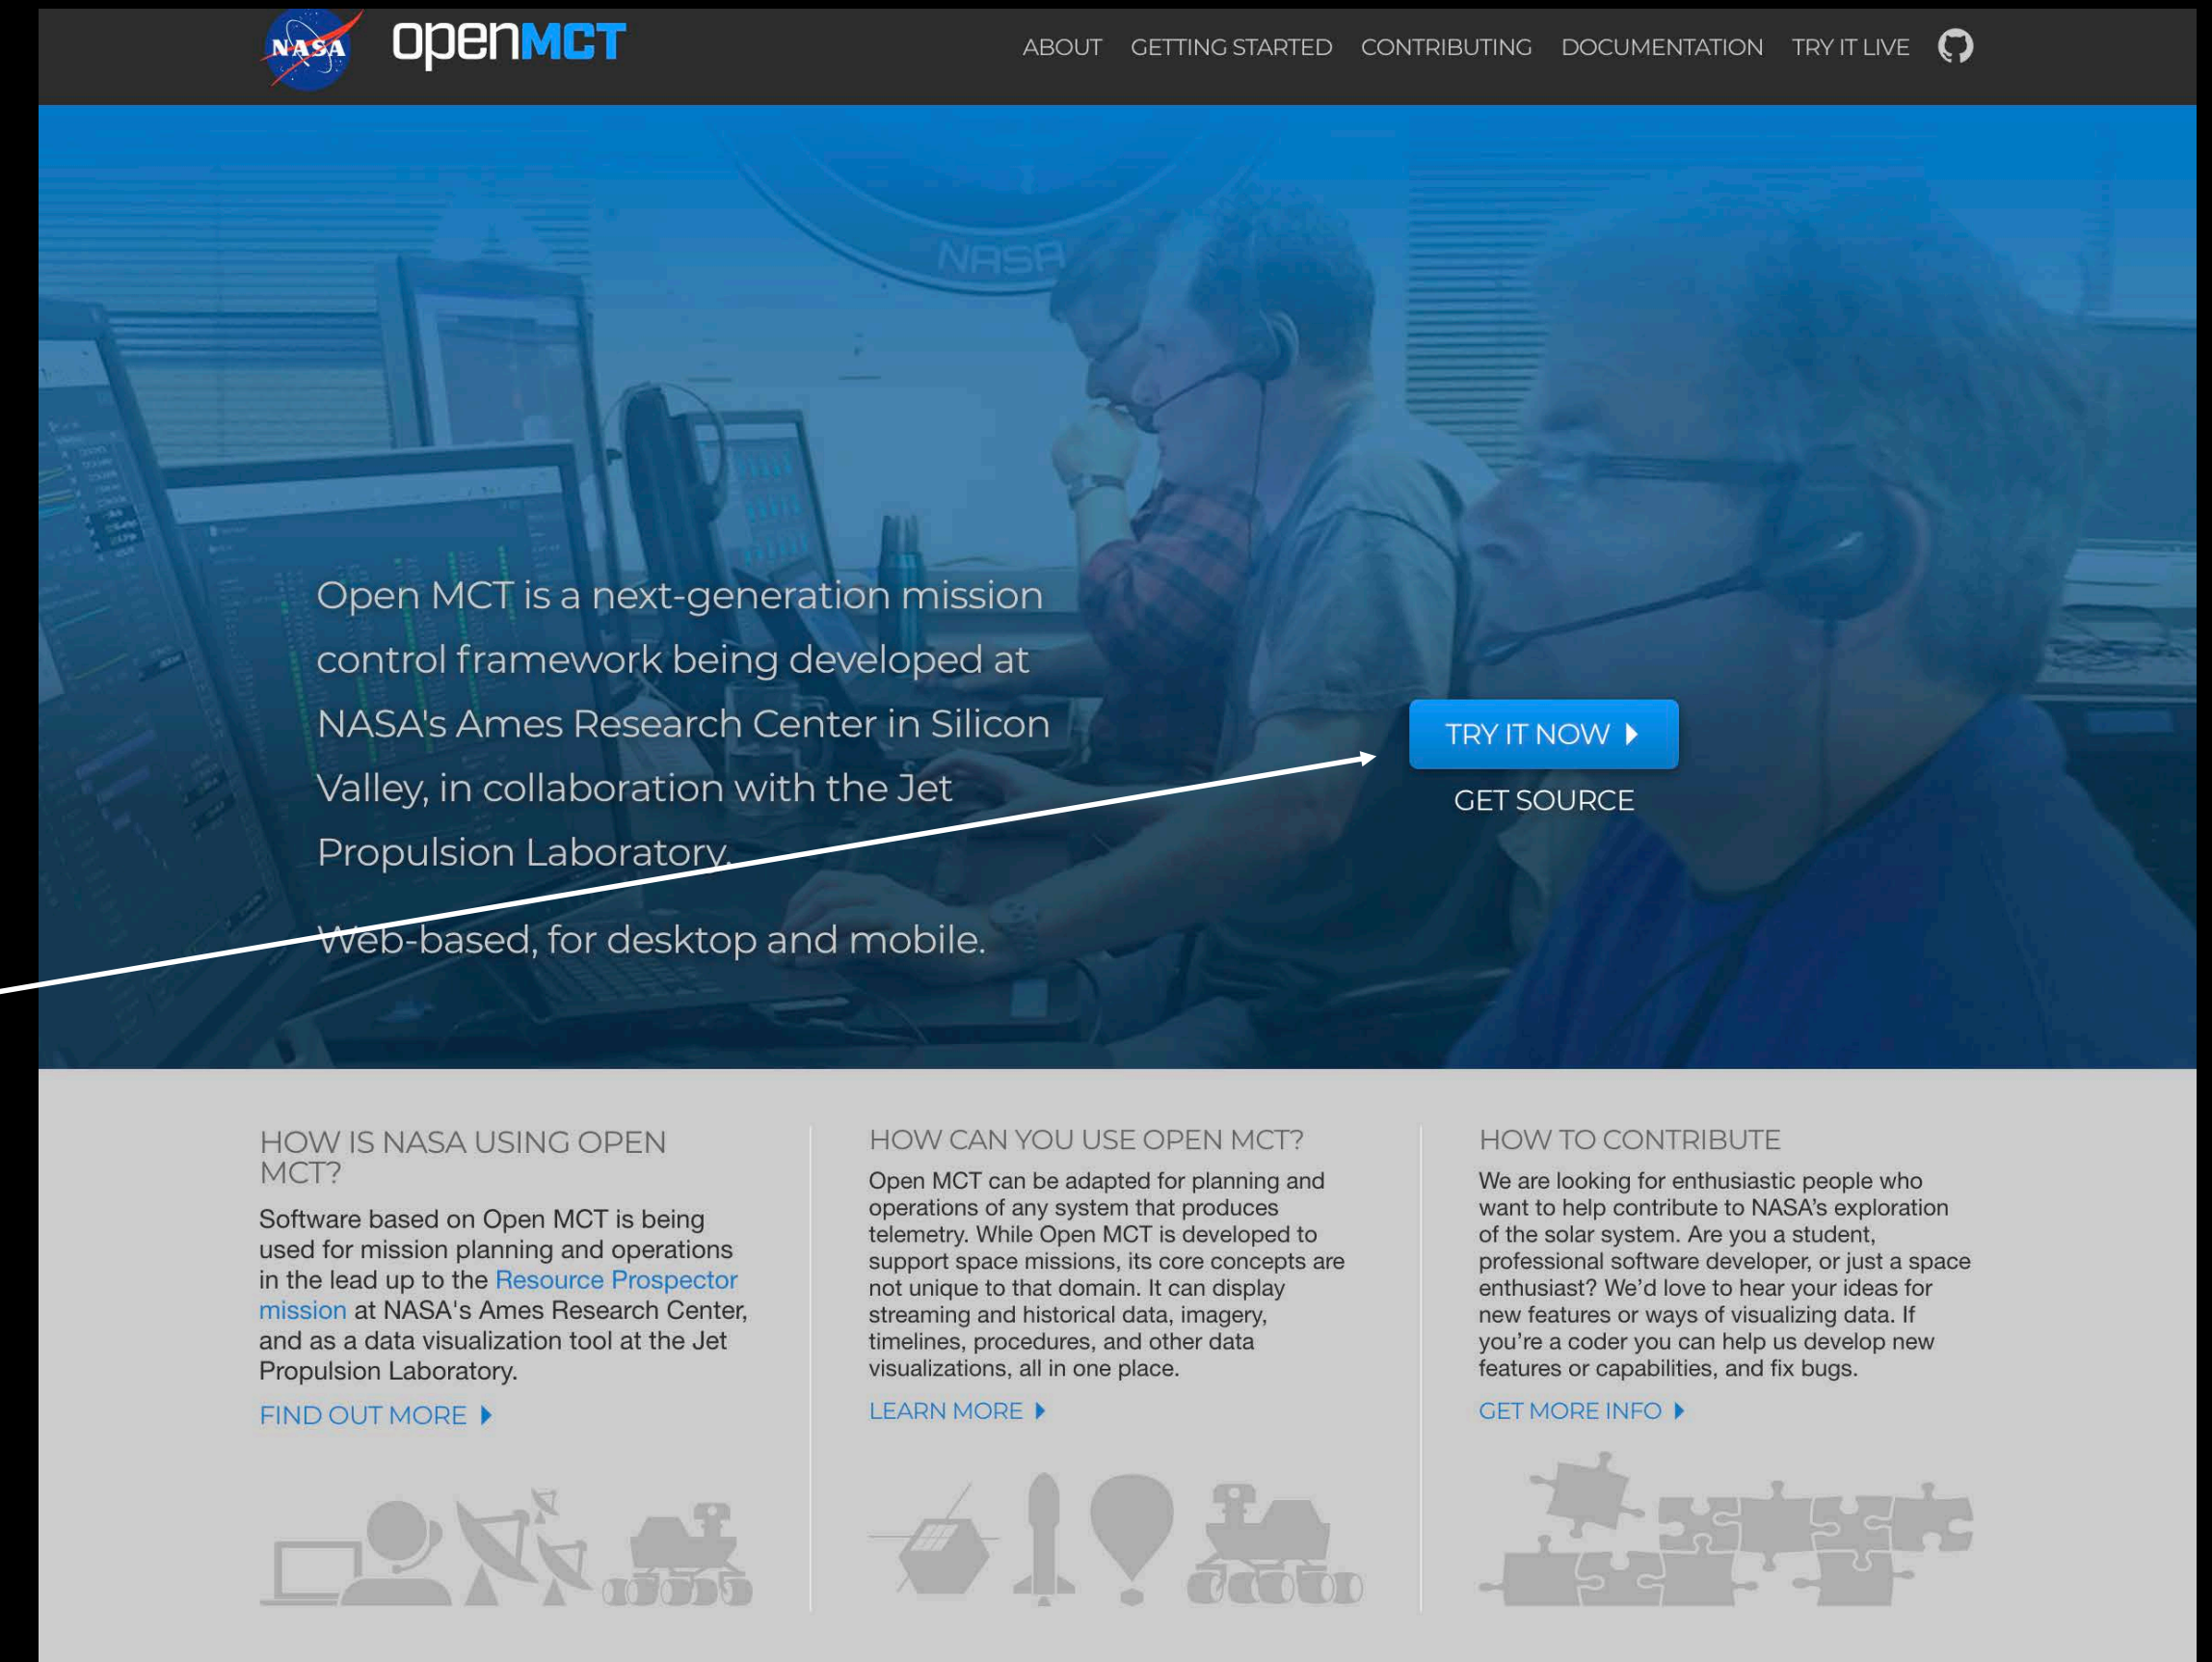 NASA
openMCT
ABOUT GETTING STARTED CONTRIBUTING DOCUMENTATION TRY IT LIVE
NASA
Open MCT is a next-generation mission
control framework being developed at
NASA's Ames Research Center in Silicon
Valley, in collaboration with the Jet
Propulsion Laboratory.
Web-based, for desktop and mobile.
TRY IT NOW
GET SOURCE
HOW IS NASA USING OPEN
MCT?
Software based on Open MCT is being
used for mission planning and operations
in the lead up to the Resource Prospector
mission at NASA's Ames Research Center,
and as a data visualization tool at the Jet
Propulsion Laboratory.
FIND OUT MORE
HOW CAN YOU USE OPEN MCT?
Open MCT can be adapted for planning and
operations of any system that produces
telemetry. While Open MCT is developed to
support space missions, its core concepts are
not unique to that domain. It can display
streaming and historical data, imagery,
timelines, procedures, and other data
visualizations, all in one place.
LEARN MORE
HOW TO CONTRIBUTE
We are looking for enthusiastic people who
want to help contribute to NASA’s exploration
of the solar system. Are you a student,
professional software developer, or just a space
enthusiast? We’d love to hear your ideas for
new features or ways of visualizing data. If
you’re a coder you can help us develop new
features or capabilities, and fix bugs.
GET MORE INFO